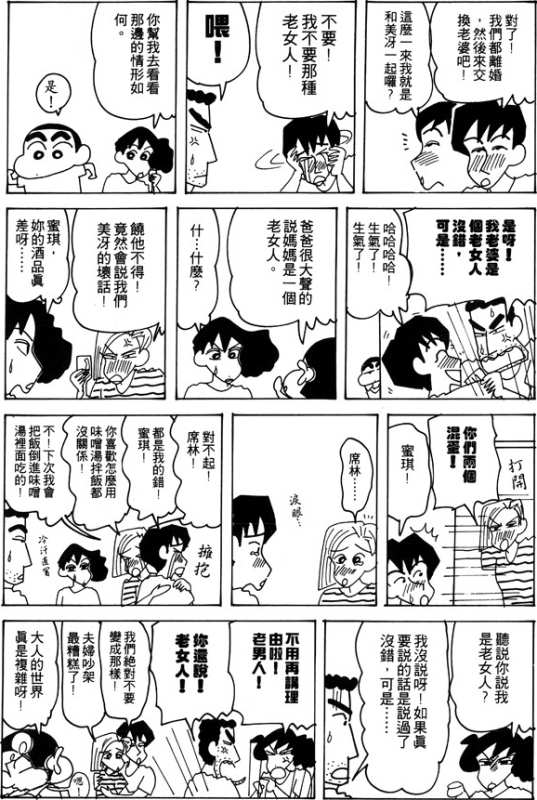 對了！
我們都離婚
，然後來交
換老婆吧！
這麼一來我就是
和美冴一起囉？
不要！
我不要那種
老女人！
喂！
你幫我去看看
那邊的情形如
何。
是！
是呀！
我老婆是
個老女人
沒錯，
可是……
哈哈哈哈！
生氣了！
生氣了！
爸爸很大聲的
說媽媽是一個
老女人。
什…什麼？
饒他不得！
竟然會說我們
美冴的壞話！
蜜琪，
妳的酒品真
差呀……
打開
你們兩個
混蛋！
蜜琪！
席林……
淚眼…
對不起！
席林！
擁抱
都是我的錯！
蜜琪！
你喜歡怎麼用
味噌湯拌飯都
沒關係！
不！下次我會
把飯倒進味噌
湯裡面吃的！
冷汗直冒
聽說你說我
是老女人？
我沒說呀！如果真
要說的話是說過了
沒錯，可是……
不用再講理
由啦！
老男人！
妳還說！
老女人！
我們絕對不要
變成那樣！
夫婦吵架
最糟糕了！
嗯！
大人的世界
真是複雜呀！